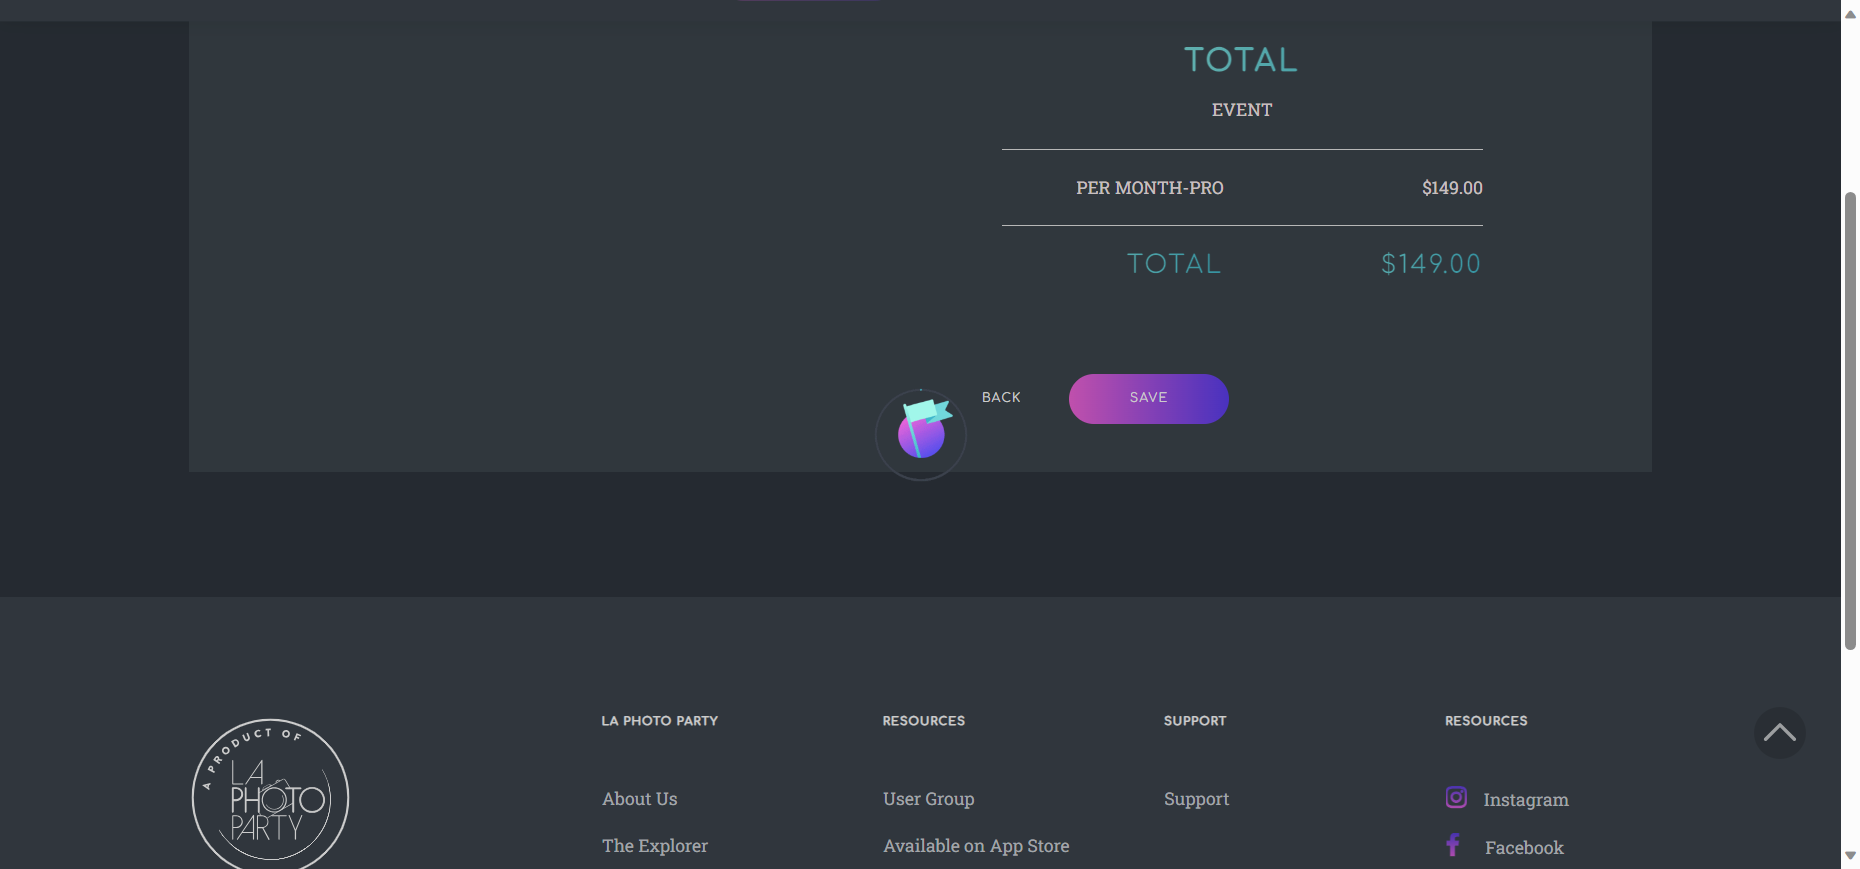 TOTAL
EVENT
PER MONTH-PRO $149.00
TOTAL $149.00
BACK SAVE
LA PHOTO PARTY RESOURCES SUPPORT RESOURCES
A PRODUCT OF
LA
PHOTO
PARTY
About Us User Group Support Instagram
The Explorer Available on App Store Facebook